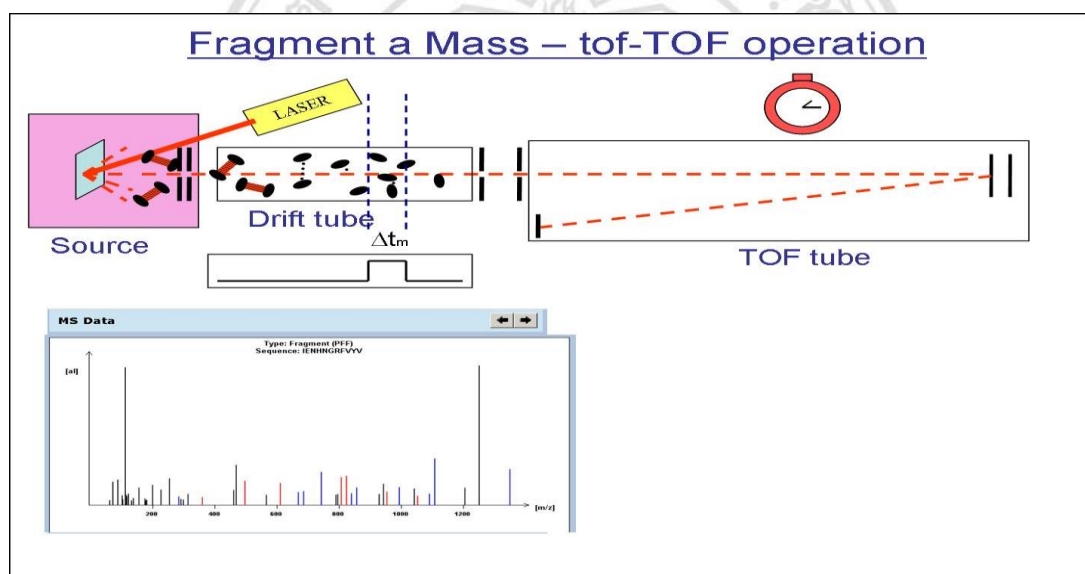 Fragment a Mass – tof-TOF operation
LASER
Source
Drift tube
Δtm
TOF tube
MS Data
Type: Fragment (PFF)
Sequence: IENHNGRFVYV
[aI]
200 400 600 800 1000 1200
[m/z]